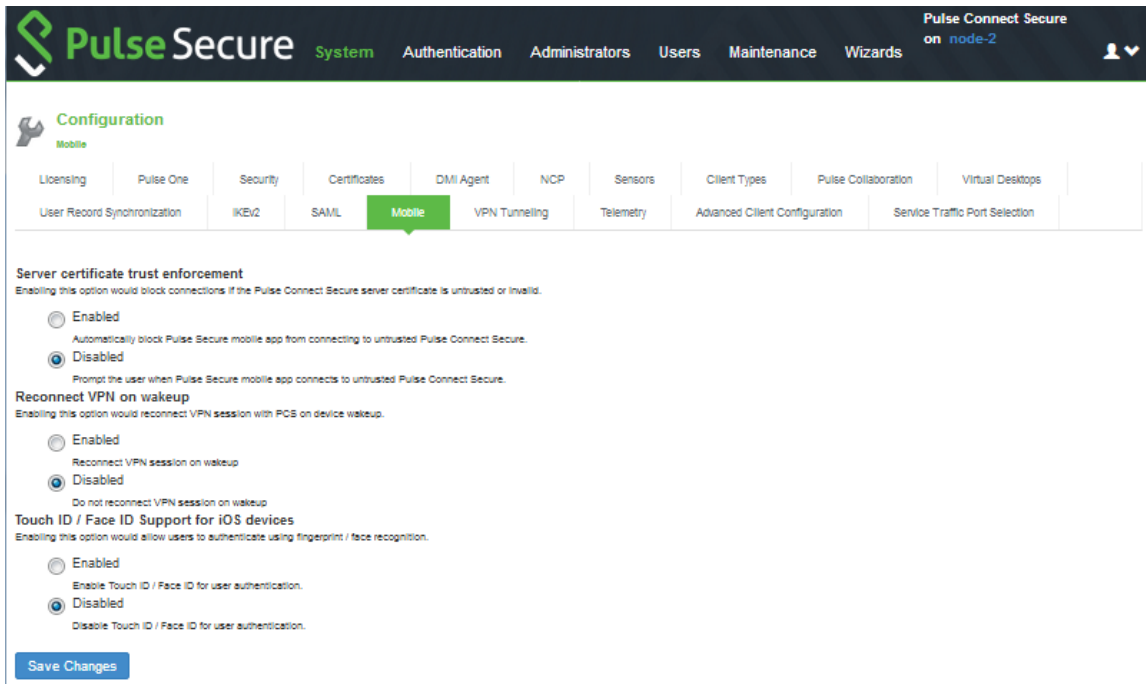 Pulse Secure System Authentication Administrators Users Maintenance Wizards
Pulse Connect Secure
on node-2
Configuration
Mobile
Licensing Pulse One Security Certificates DMI Agent NCP Sensors Client Types Pulse Collaboration Virtual Desktops
User Record Synchronization IKEv2 SAML Mobile VPN Tunneling Telemetry Advanced Client Configuration Service Traffic Port Selection
Server certificate trust enforcement
Enabling this option would block connections if the Pulse Connect Secure server certificate is untrusted or invalid.
Enabled
Automatically block Pulse Secure mobile app from connecting to untrusted Pulse Connect Secure.
Disabled
Prompt the user when Pulse Secure mobile app connects to untrusted Pulse Connect Secure.
Reconnect VPN on wakeup
Enabling this option would reconnect VPN session with PCS on device wakeup.
Enabled
Reconnect VPN session on wakeup
Disabled
Do not reconnect VPN session on wakeup
Touch ID / Face ID Support for iOS devices
Enabling this option would allow users to authenticate using fingerprint / face recognition.
Enabled
Enable Touch ID / Face ID for user authentication.
Disabled
Disable Touch ID / Face ID for user authentication.
Save Changes